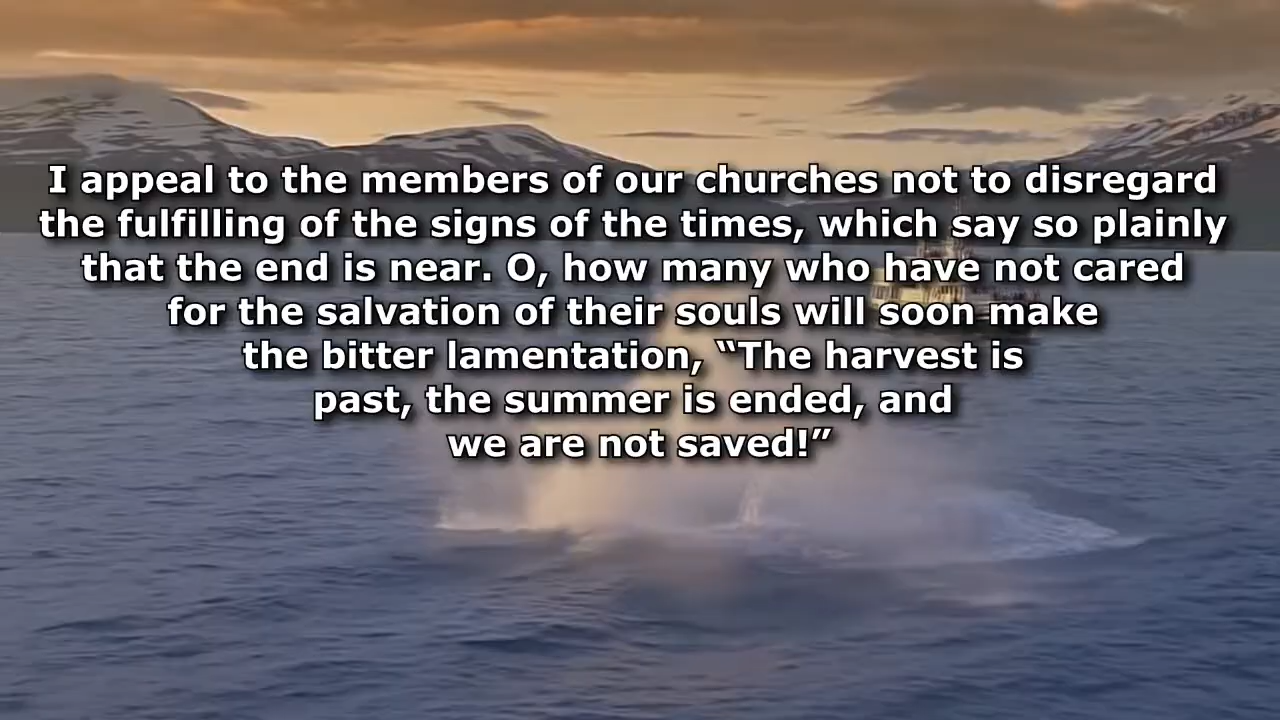 I appeal to the members of our churches not to disregard
the fulfilling of the signs of the times, which say so plainly
that the end is near. O, how many who have not cared
for the salvation of their souls will soon make
the bitter lamentation, “The harvest is
past, the summer is ended, and
we are not saved!”